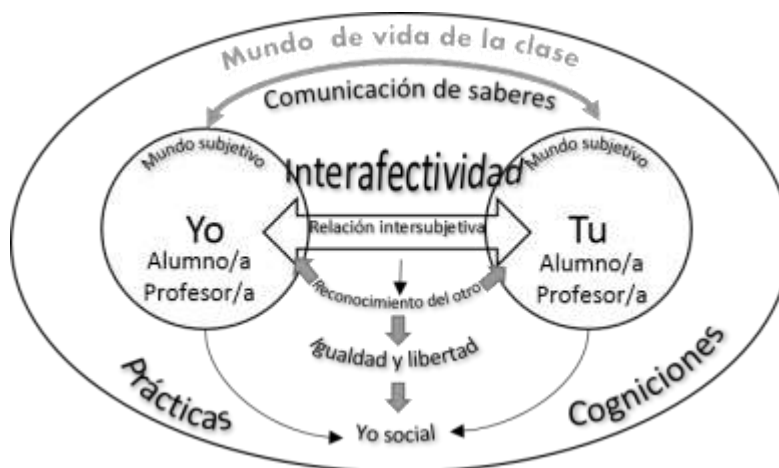 Mundo de vida de la clase
Comunicación de saberes
Mundo subjetivo
Mundo subjetivo
Interafectividad
Relación intersubjetiva
Yo
Alumno/a
Profesor/a
Tu
Alumno/a
Profesor/a
Reconocimiento del otro
Igualdad y libertad
Prácticas
Cogniciones
Yo social